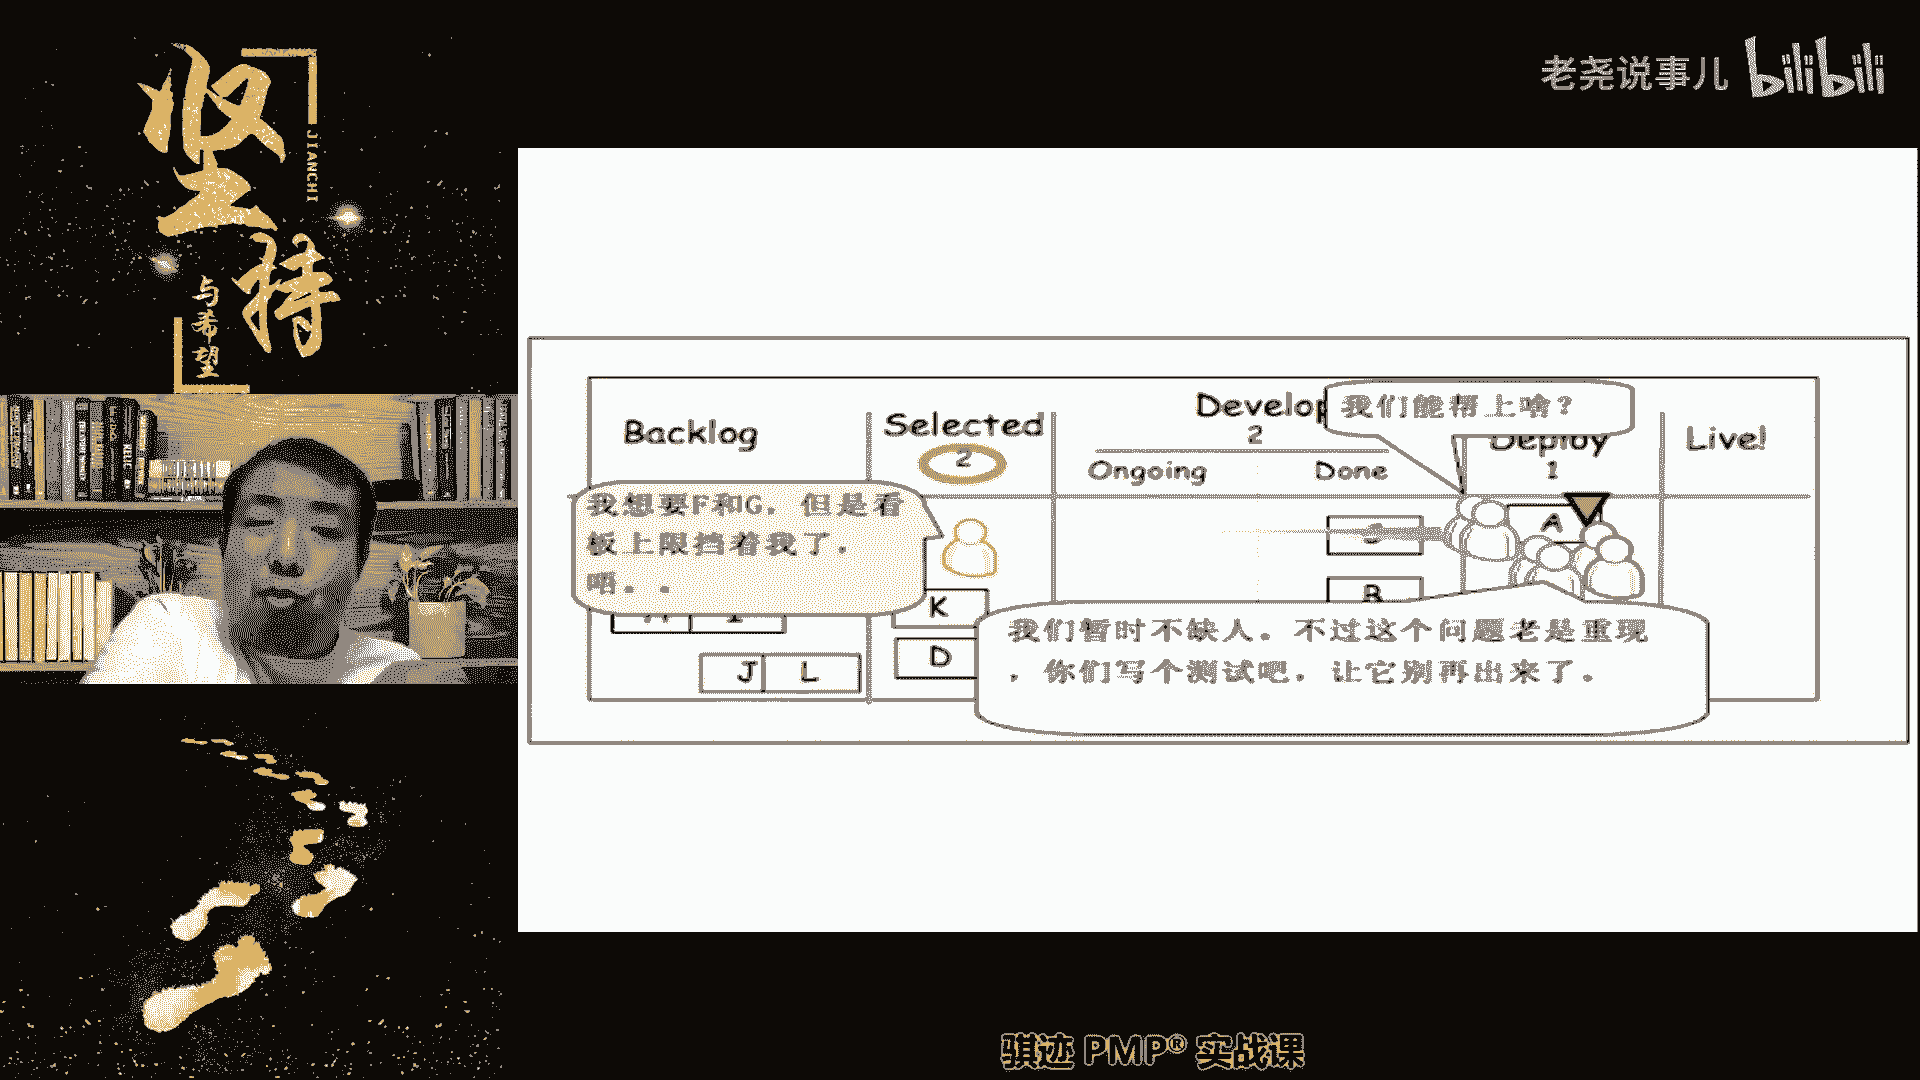 坚持
JIANCHI
与希望
老尧说事儿 bilibili
Backlog
Selected
2
Develop
2
Ongoing
Done
我们能帮上啥?
Deploy
1
Live!
我想要F和G。但是看
板上限挡着我了。
唔。。
A
B
K
D
J L
我们暂时不缺人。不过这个问题老是重现
,你们写个测试吧,让它别再出来了。
骐迹 PMP® 实战课